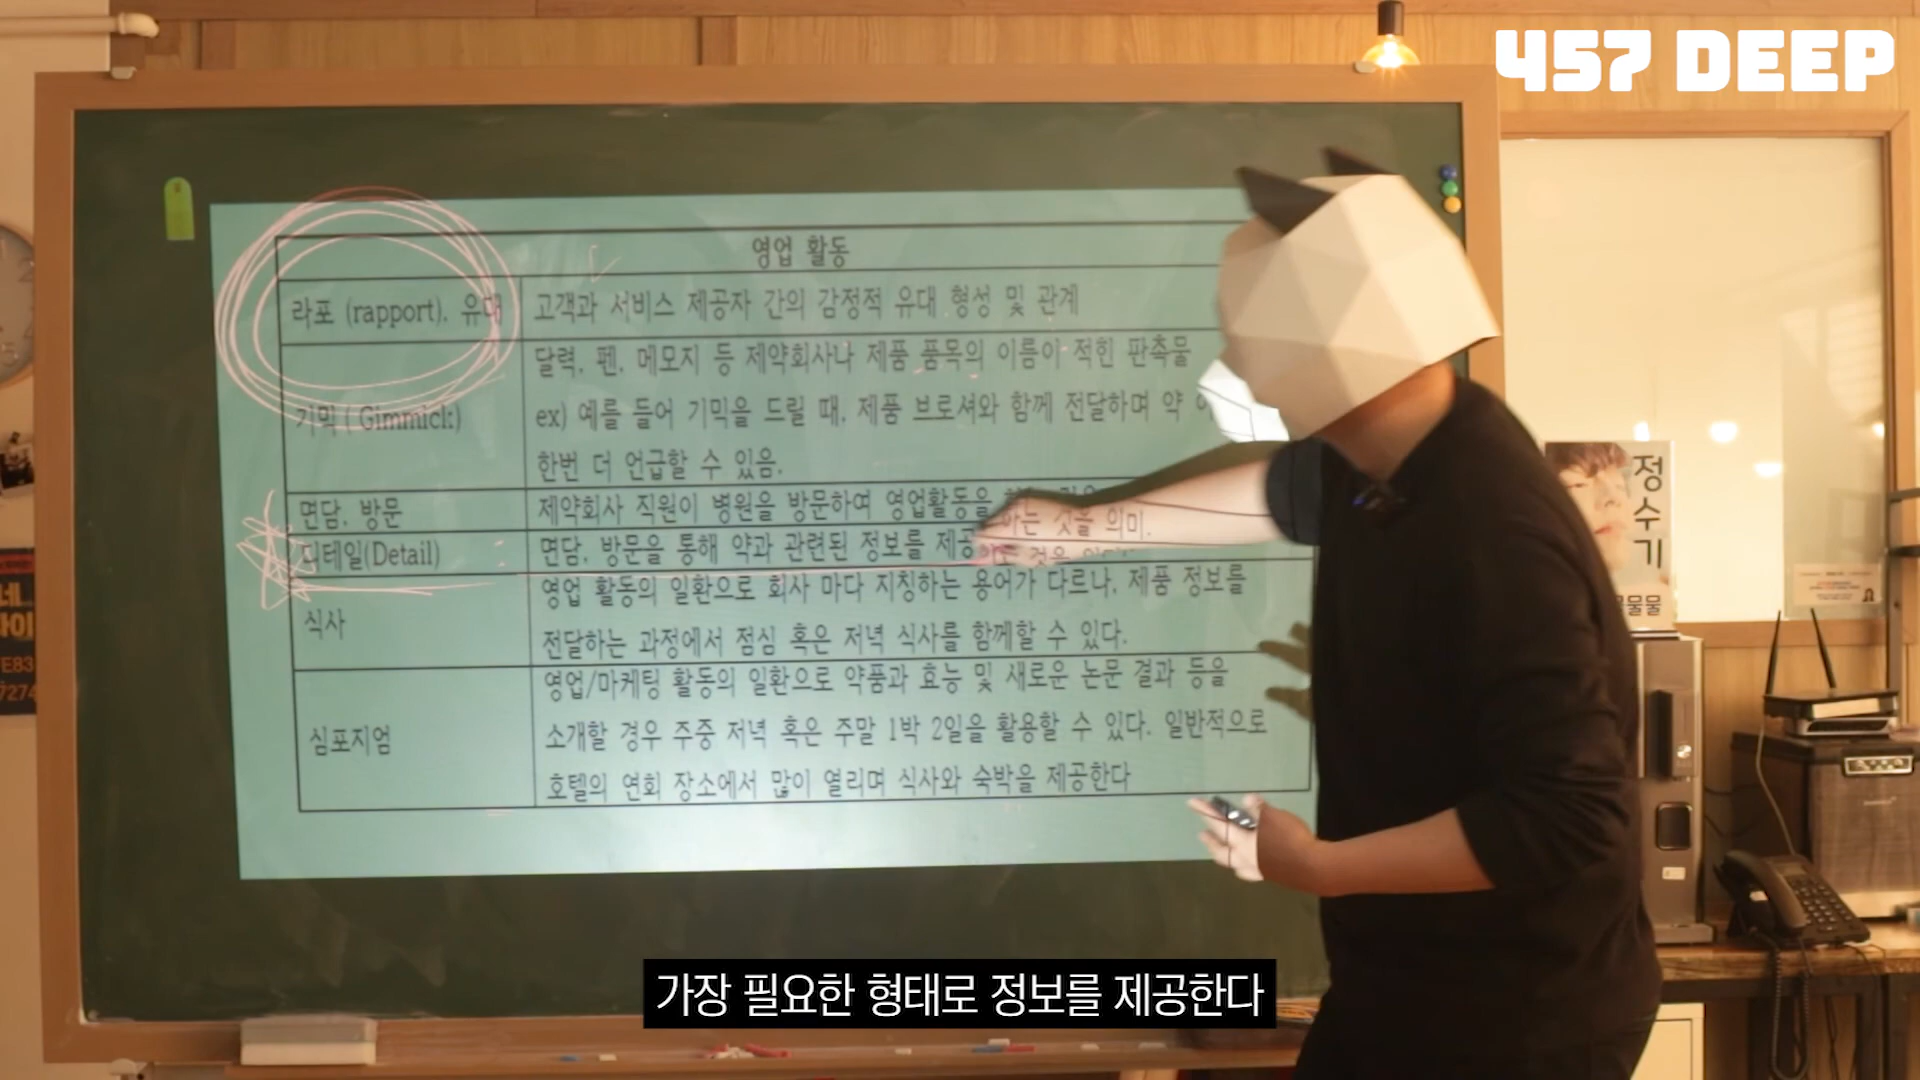 457 DEEP
영업 활동
라포 (rapport), 유대
고객과 서비스 제공자 간의 감정적 유대 형성 및 관계
기믹 ( Gimmick)
달력, 펜, 메모지 등 제약회사나 제품 품목의 이름이 적힌 판촉물
ex) 예를 들어 기믹을 드릴 때, 제품 브로셔와 함께 전달하며 약
한번 더 언급할 수 있음.
면담, 방문
제약회사 직원이 병원을 방문하여 영업활동을 하는 것을 의미.
디테일(Detail)
면담, 방문을 통해 약과 관련된 정보를 제공
식사
영업 활동의 일환으로 회사 마다 지칭하는 용어가 다르나, 제품 정보를
전달하는 과정에서 점심 혹은 저녁 식사를 함께할 수 있다.
심포지엄
영업/마케팅 활동의 일환으로 약품과 효능 및 새로운 논문 결과 등을
소개할 경우 주중 저녁 혹은 주말 1박 2일을 활용할 수 있다. 일반적으로
호텔의 연회 장소에서 많이 열리며 식사와 숙박을 제공한다
정수기
물물
E83
7274
가장 필요한 형태로 정보를 제공한다